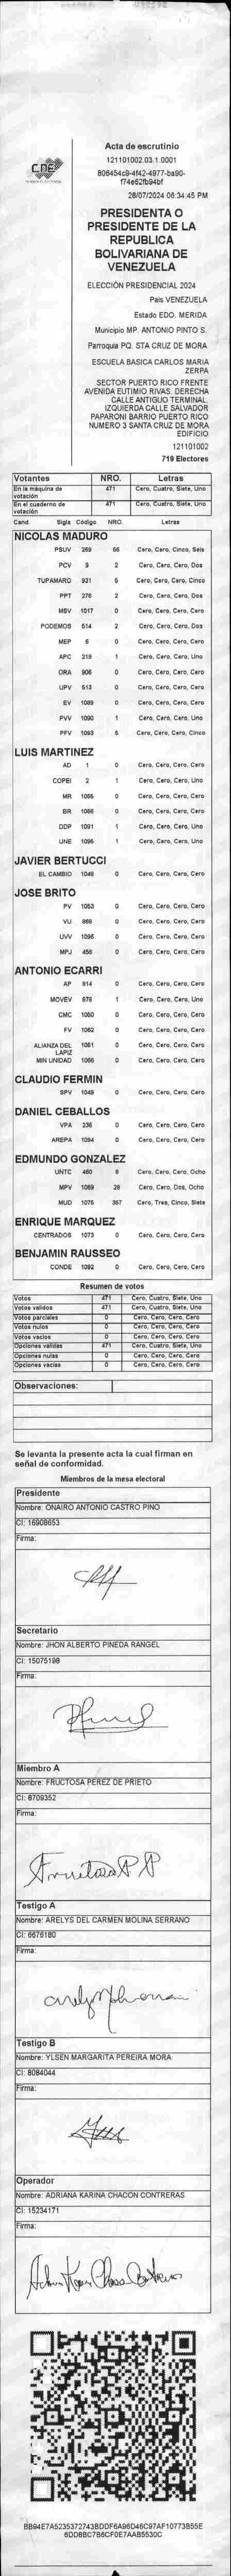 CNE
Acta de escrutinio
121101002.03.1.0001
806454c9-4f42-4977-ba90-
f74e62fb94bf
28/07/2024 06:34:45 PM
PRESIDENTA O
PRESIDENTE DE LA
REPUBLICA
BOLIVARIANA DE
VENEZUELA
ELECCIÓN PRESIDENCIAL 2024
País VENEZUELA
Estado EDO. MERIDA
Municipio MP. ANTONIO PINTO S.
Parroquia PQ. STA CRUZ DE MORA
ESCUELA BASICA CARLOS MARIA
ZERPA
SECTOR PUERTO RICO FRENTE
AVENIDA EUTIMIO RIVAS. DERECHA
CALLE ANTIGUO TERMINAL.
IZQUIERDA CALLE SALVADOR
PAPARONI BARRIO PUERTO RICO
NUMERO 3 SANTA CRUZ DE MORA
EDIFICIO
121101002
719 Electores
Votantes NRO. Letras
En la máquina de votación 471 Cero, Cuatro, Siete, Uno
En el cuaderno de votación 471 Cero, Cuatro, Siete, Uno
Cand. Sigla Código NRO. Letras
NICOLAS MADURO
PSUV 269 56 Cero, Cero, Cinco, Seis
PCV 9 2 Cero, Cero, Cero, Dos
TUPAMARO 931 5 Cero, Cero, Cero, Cinco
PPT 276 2 Cero, Cero, Cero, Dos
MSV 1017 0 Cero, Cero, Cero, Cero
PODEMOS 514 2 Cero, Cero, Cero, Dos
MEP 6 0 Cero, Cero, Cero, Cero
APC 219 1 Cero, Cero, Cero, Uno
ORA 906 0 Cero, Cero, Cero, Cero
UPV 613 0 Cero, Cero, Cero, Cero
EV 1089 0 Cero, Cero, Cero, Cero
PVV 1090 1 Cero, Cero, Cero, Uno
PFV 1093 5 Cero, Cero, Cero, Cinco
LUIS MARTINEZ
AD 1 0 Cero, Cero, Cero, Cero
COPEI 2 1 Cero, Cero, Cero, Uno
MR 1065 0 Cero, Cero, Cero, Cero
BR 1066 0 Cero, Cero, Cero, Cero
DDP 1091 1 Cero, Cero, Cero, Uno
UNE 1095 1 Cero, Cero, Cero, Uno
JAVIER BERTUCCI
EL CAMBIO 1048 0 Cero, Cero, Cero, Cero
JOSE BRITO
PV 1053 0 Cero, Cero, Cero, Cero
VU 868 0 Cero, Cero, Cero, Cero
UVV 1096 0 Cero, Cero, Cero, Cero
MPJ 458 0 Cero, Cero, Cero, Cero
ANTONIO ECARRI
AP 914 0 Cero, Cero, Cero, Cero
MOVEV 976 1 Cero, Cero, Cero, Uno
CMC 1050 0 Cero, Cero, Cero, Cero
FV 1062 0 Cero, Cero, Cero, Cero
ALIANZA DEL LAPIZ 1051 0 Cero, Cero, Cero, Cero
MIN UNIDAD 1066 0 Cero, Cero, Cero, Cero
CLAUDIO FERMIN
SPV 1049 0 Cero, Cero, Cero, Cero
DANIEL CEBALLOS
VPA 236 0 Cero, Cero, Cero, Cero
AREPA 1094 0 Cero, Cero, Cero, Cero
EDMUNDO GONZALEZ
UNTC 460 8 Cero, Cero, Cero, Ocho
MPV 1069 28 Cero, Cero, Dos, Ocho
MUD 1075 357 Cero, Tres, Cinco, Siete
ENRIQUE MARQUEZ
CENTRADOS 1073 0 Cero, Cero, Cero, Cero
BENJAMIN RAUSSEO
CONDE 1092 0 Cero, Cero, Cero, Cero
Resumen de votos
Votos 471 Cero, Cuatro, Siete, Uno
Votos validos 471 Cero, Cuatro, Siete, Uno
Votos parciales 0 Cero, Cero, Cero, Cero
Votos nulos 0 Cero, Cero, Cero, Cero
Votos vacios 0 Cero, Cero, Cero, Cero
Opciones validas 471 Cero, Cuatro, Siete, Uno
Opciones nulas 0 Cero, Cero, Cero, Cero
Opciones vacias 0 Cero, Cero, Cero, Cero
Observaciones:
Se levanta la presente acta la cual firman en
señal de conformidad.
Miembros de la mesa electoral
Presidente
Nombre: ONAIRO ANTONIO CASTRO PINO
CI: 16908653
Firma:
Secretario
Nombre: JHON ALBERTO PINEDA RANGEL
CI: 15075198
Firma:
Miembro A
Nombre: FRUCTOSA PEREZ DE PRIETO
CI: 8709352
Firma:
Testigo A
Nombre: ARELYS DEL CARMEN MOLINA SERRANO
CI: 6676180
Firma:
Testigo B
Nombre: YLSEN MARGARITA PEREIRA MORA
CI: 8084044
Firma:
Operador
Nombre: ADRIANA KARINA CHACON CONTRERAS
CI: 15234171
Firma:
BB94E7A5235372743BDDF6A96D46C97AF10773B55E
6DD8BC7B6CF0E7AAB5530C